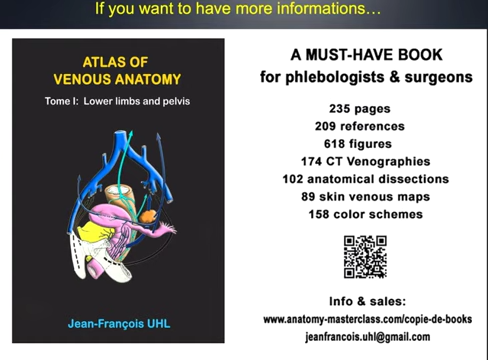 If you want to have more informations…
ATLAS OF
VENOUS ANATOMY
Tome I: Lower limbs and pelvis
Jean-François UHL
A MUST-HAVE BOOK
for phlebologists & surgeons
235 pages
209 references
618 figures
174 CT Venographies
102 anatomical dissections
89 skin venous maps
158 color schemes
Info & sales:
www.anatomy-masterclass.com/copie-de-books
jeanfrancois.uhl@gmail.com